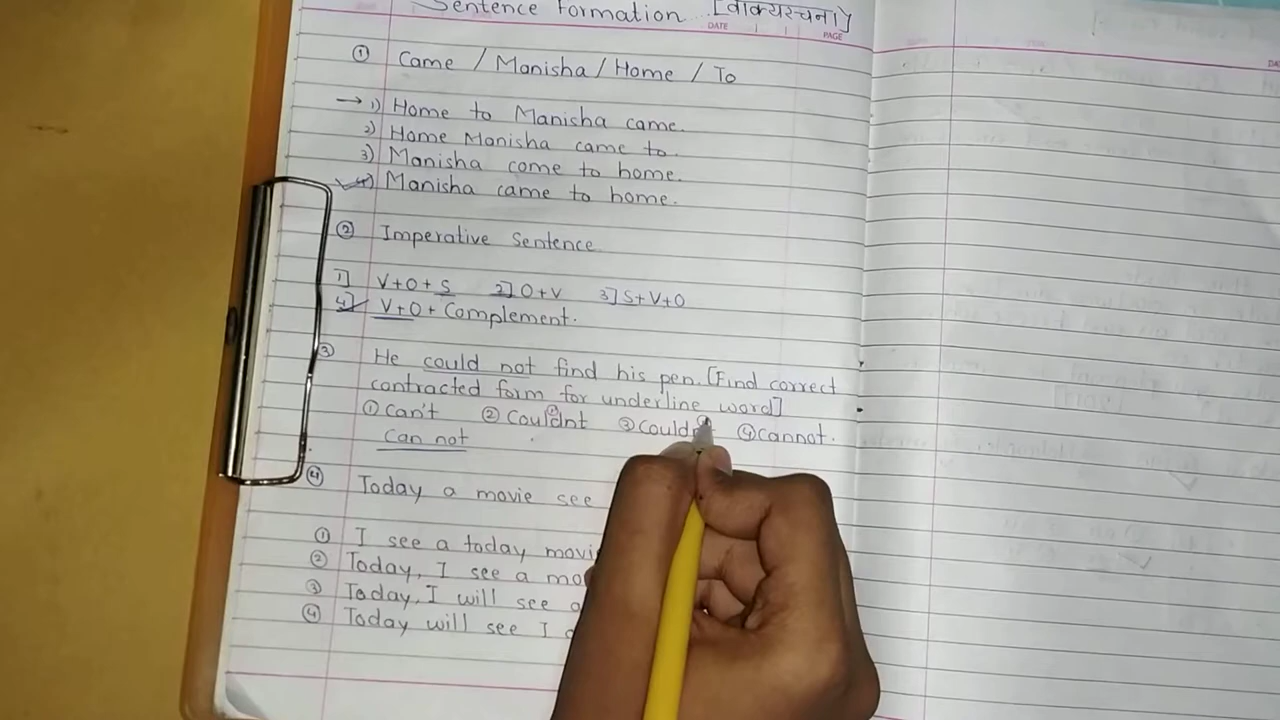 Sentence Formation [वाक्यरचना]
DATE
PAGE
① Came / Manisha / Home / To
→ 1) Home to Manisha came.
2) Home Manisha came to.
3) Manisha come to home.
4) Manisha came to home.
② Imperative Sentence
1] V+O+S 2] O+V 3] S+V+O
4] V+O + Complement.
③ He could not find his pen. [Find correct
contracted form for underline word]
① Can't ② Couldnt ③ Couldn ④ cannot.
Can not
④ Today a movie see
① I see a today
② Today, I see a
③ Today, I will see
④ Today will see I